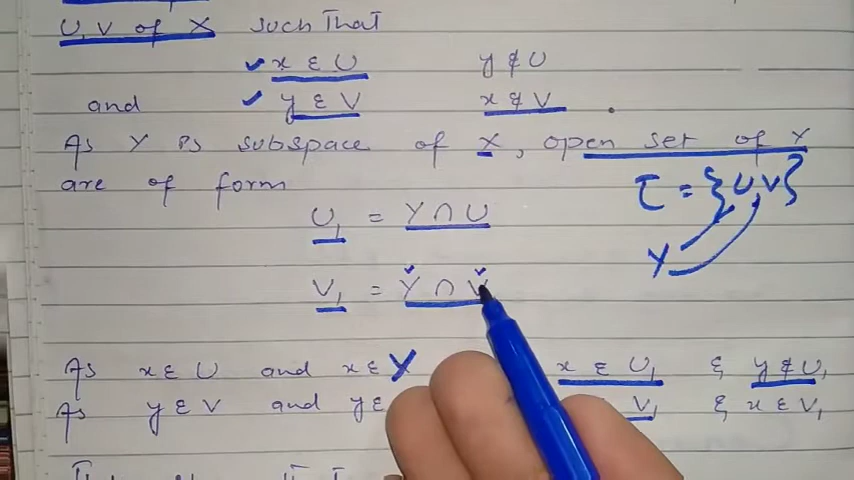 U, V of X such that
x ε U y ∉ U
and y ε V x ∉ V .
As Y is subspace of X, open set of Y
are of form
τ = { U V }
U₁ = Y ∩ U
Y
V₁ = Y ∩ V
As x ε U and x ε Y x ε U₁ ξ y ∉ U₁
As y ε V and y ε V₁ ξ x ε V₁